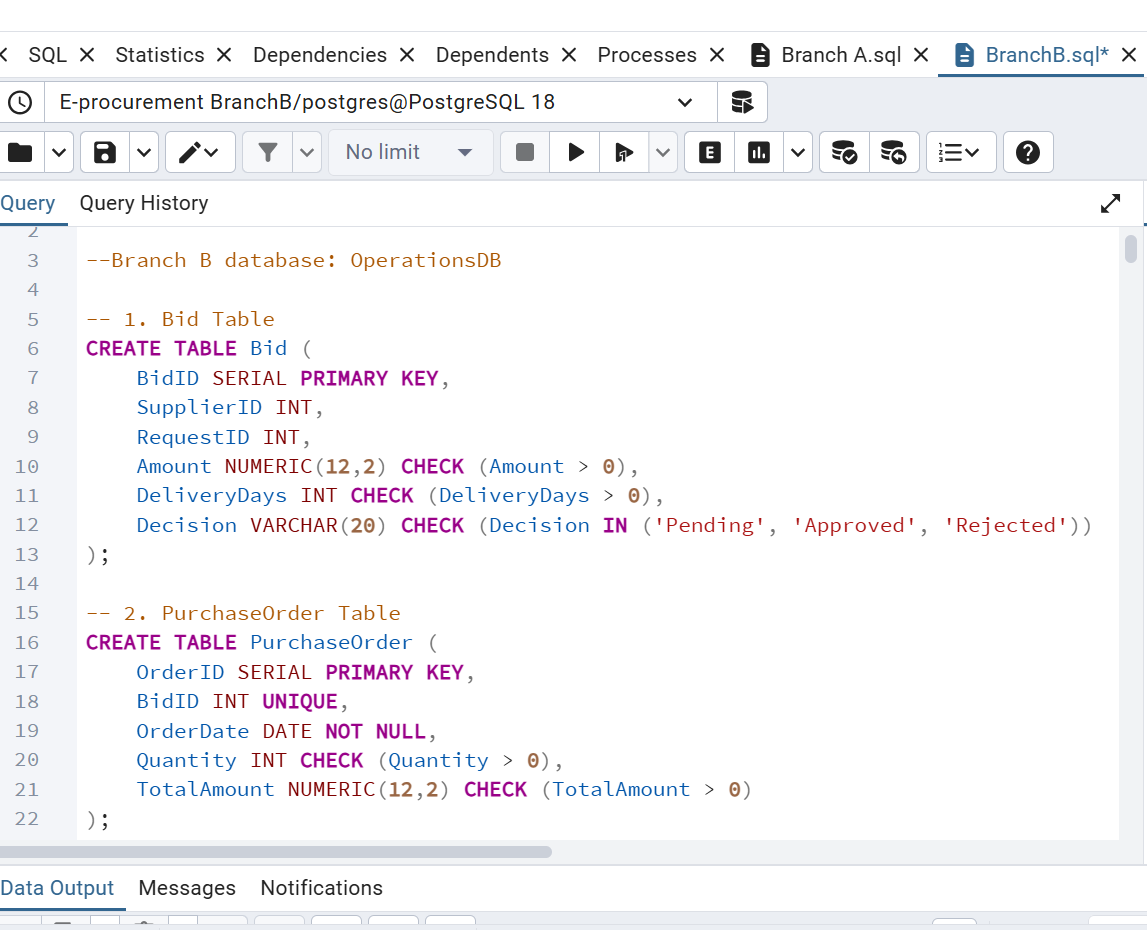 SQL Statistics Dependencies Dependents Processes Branch A.sql BranchB.sql*
E-procurement BranchB/postgres@PostgreSQL 18
No limit E
Query Query History
2
3 --Branch B database: OperationsDB
4
5 -- 1. Bid Table
6 CREATE TABLE Bid (
7 BidID SERIAL PRIMARY KEY,
8 SupplierID INT,
9 RequestID INT,
10 Amount NUMERIC(12,2) CHECK (Amount > 0),
11 DeliveryDays INT CHECK (DeliveryDays > 0),
12 Decision VARCHAR(20) CHECK (Decision IN ('Pending', 'Approved', 'Rejected'))
13 );
14
15 -- 2. PurchaseOrder Table
16 CREATE TABLE PurchaseOrder (
17 OrderID SERIAL PRIMARY KEY,
18 BidID INT UNIQUE,
19 OrderDate DATE NOT NULL,
20 Quantity INT CHECK (Quantity > 0),
21 TotalAmount NUMERIC(12,2) CHECK (TotalAmount > 0)
22 );
Data Output Messages Notifications